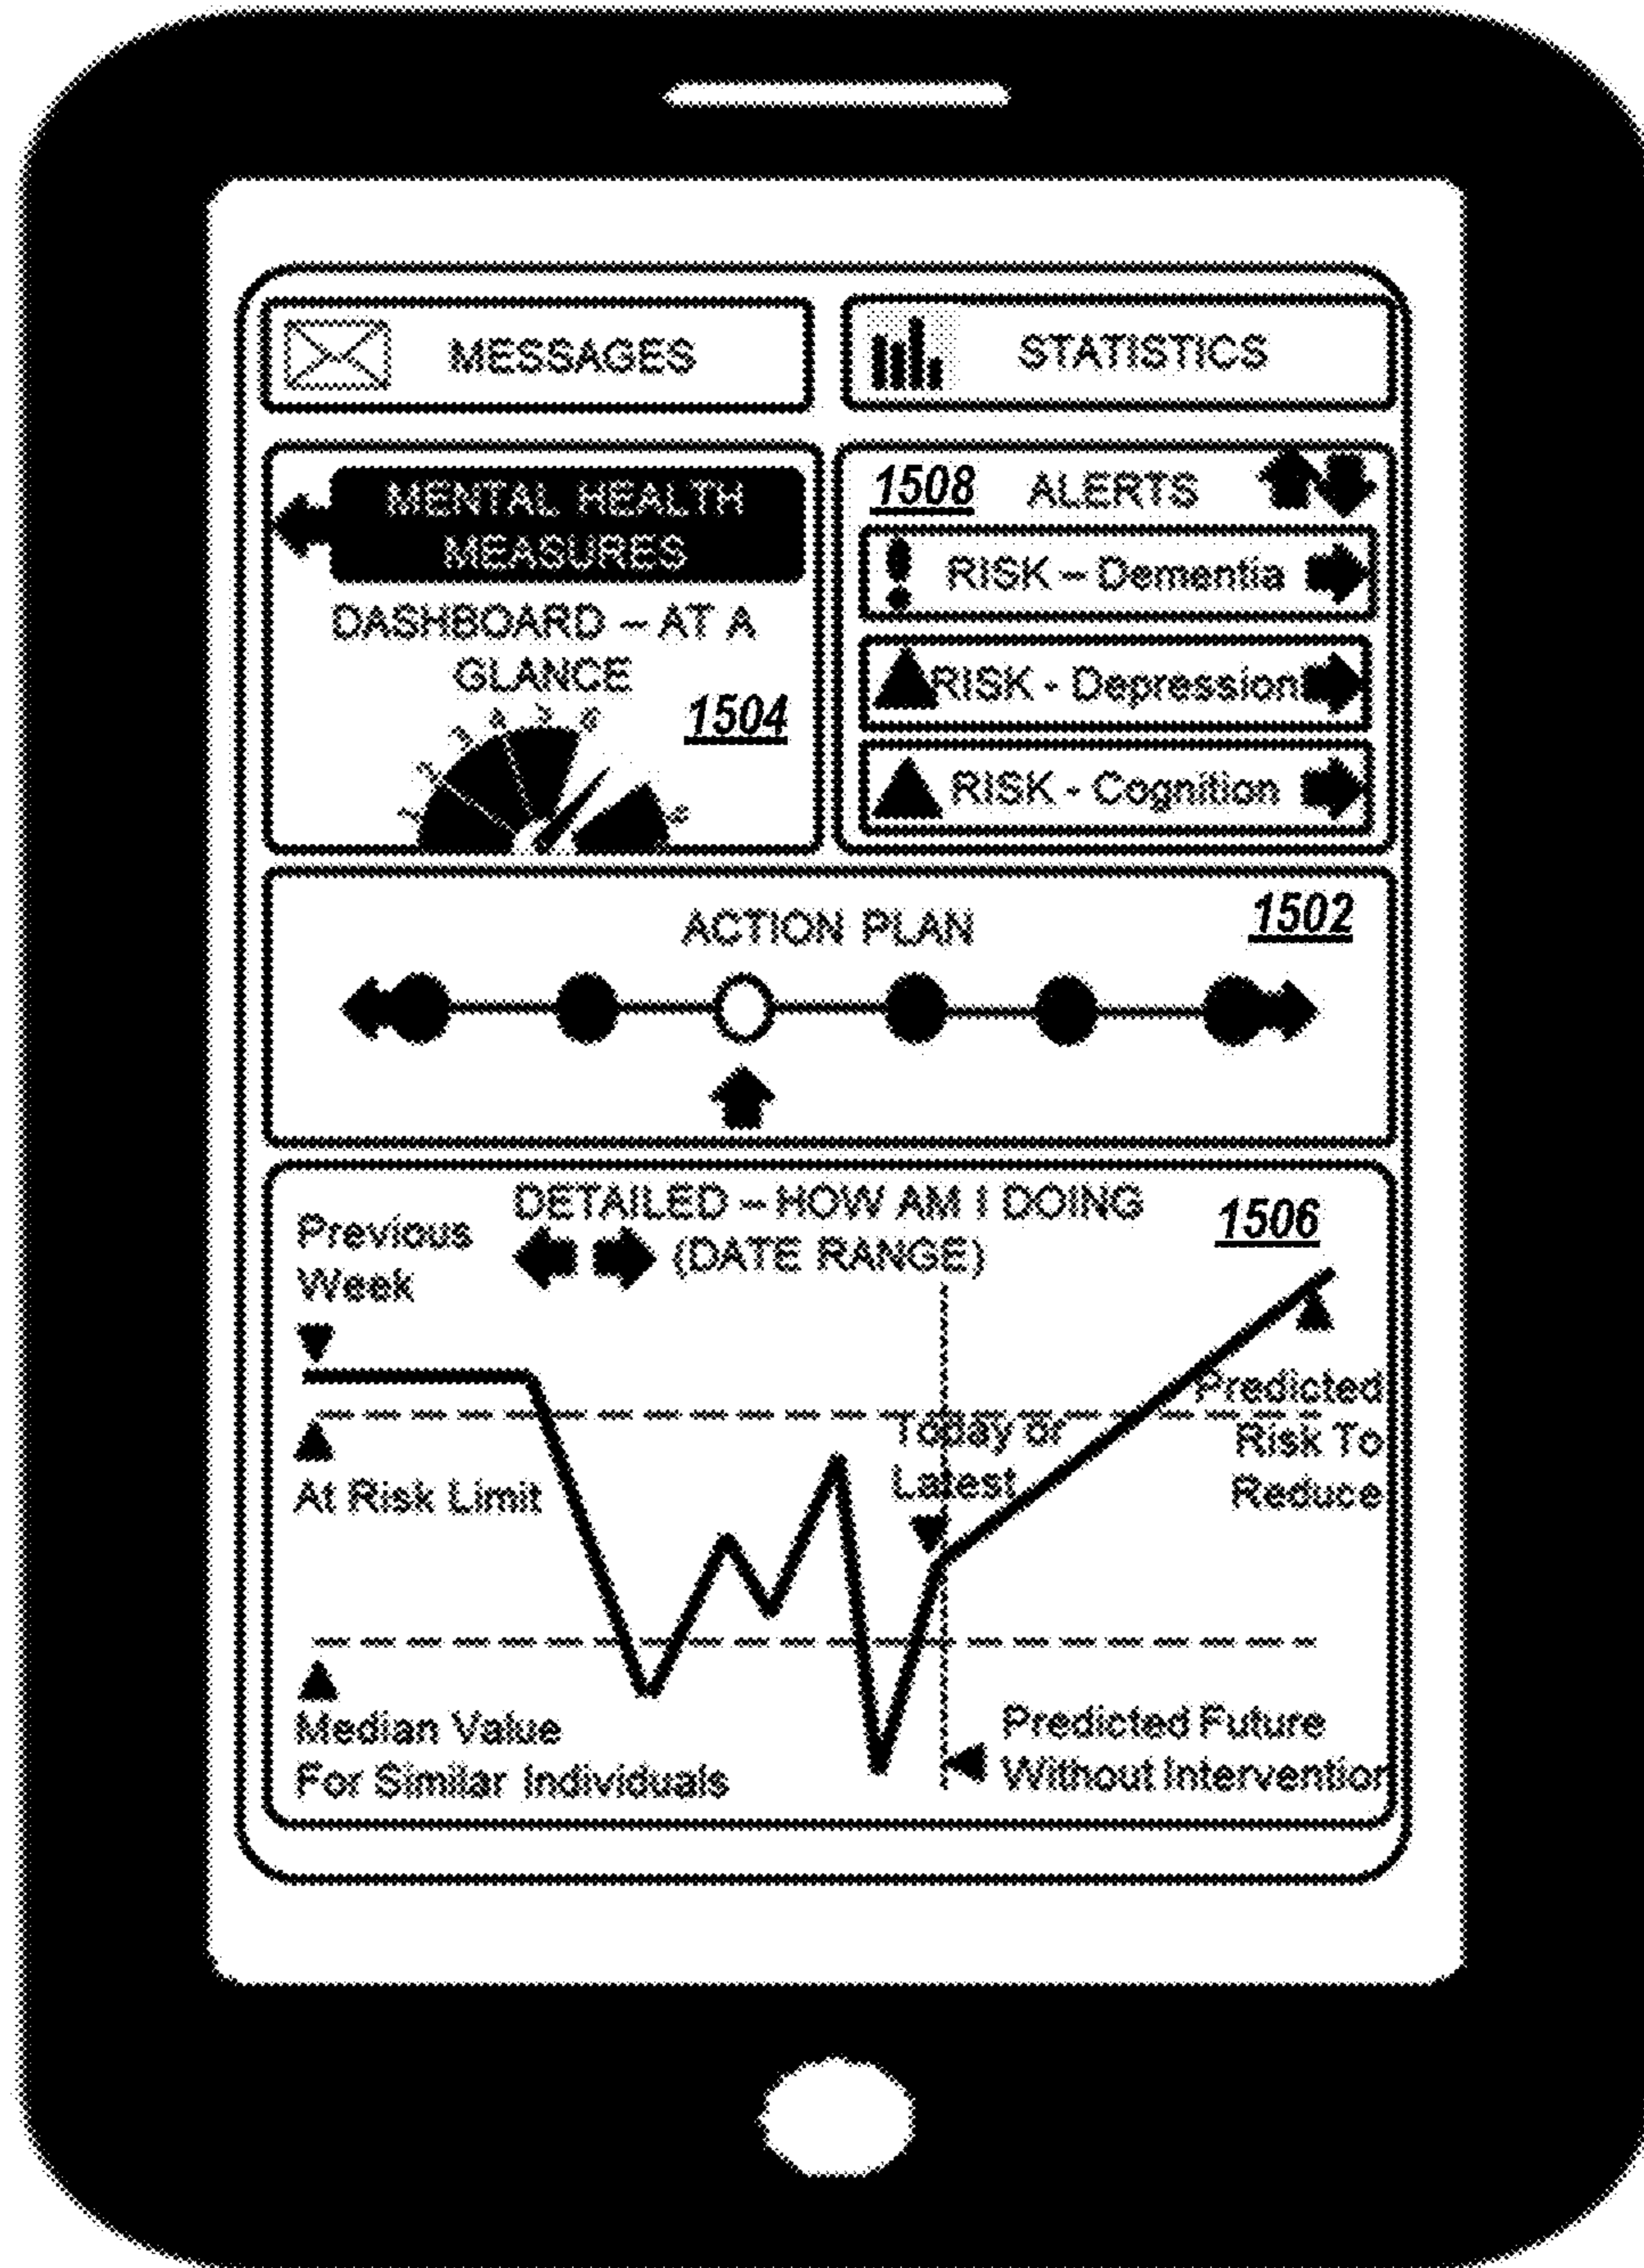 MESSAGES
STATISTICS
MENTAL HEALTH
MEASURES
DASHBOARD – AT A
GLANCE
1504
1508
ALERTS
RISK – Dementia
RISK - Depression
RISK - Cognition
ACTION PLAN
1502
DETAILED – HOW AM I DOING
(DATE RANGE)
1506
Previous
Week
At Risk Limit
Today or
Latest
Predicted
Risk To
Reduce
Median Value
For Similar Individuals
Predicted Future
Without Intervention